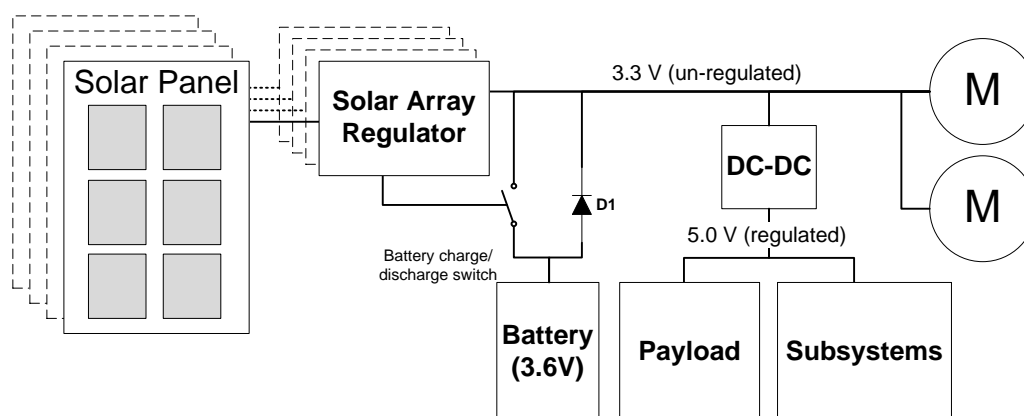 Solar Panel
Solar Array
Regulator
3.3 V (un-regulated)
M
DC-DC
D1
M
5.0 V (regulated)
Battery charge/
discharge switch
Battery
(3.6V)
Payload
Subsystems